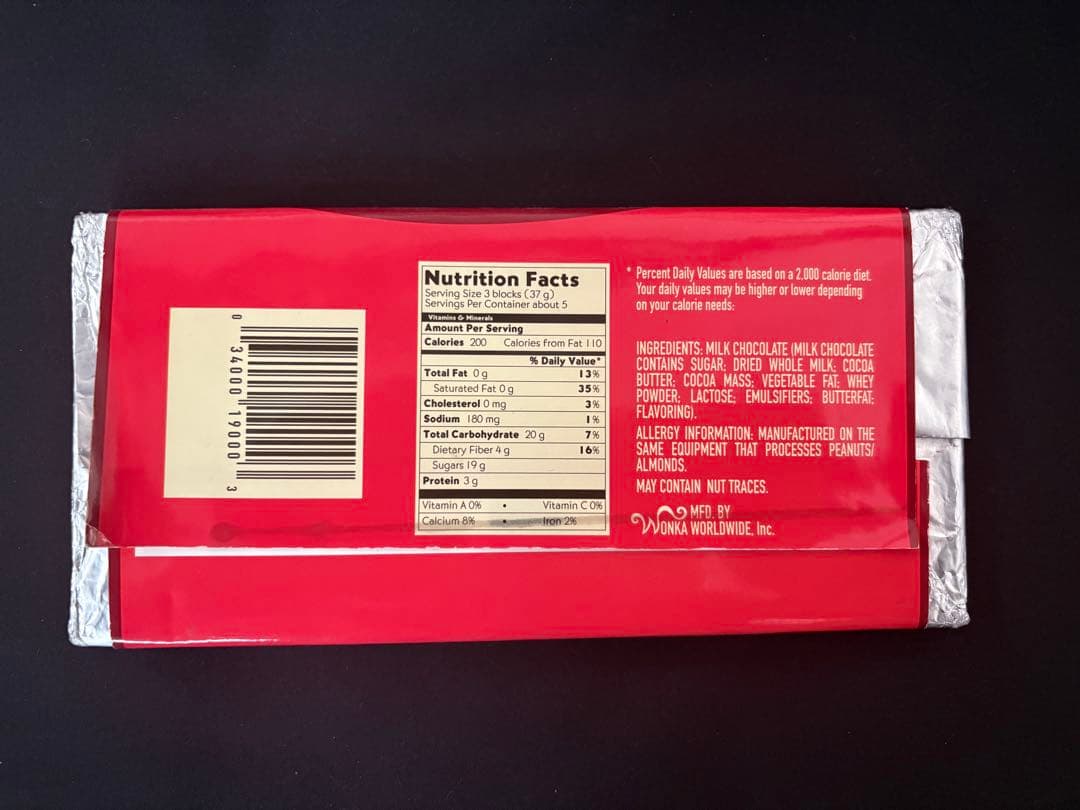 0 34000 19000 3
Nutrition Facts
Serving Size 3 blocks (37 g)
Servings Per Container about 5
Vitamins & Minerals
Amount Per Serving
Calories 200 Calories from Fat 110
% Daily Value*
Total Fat 0 g 13%
Saturated Fat 0 g 35%
Cholesterol 0 mg 3%
Sodium 180 mg 1%
Total Carbohydrate 20 g 7%
Dietary Fiber 4 g 16%
Sugars 19 g
Protein 3 g
Vitamin A 0% • Vitamin C 0%
Calcium 8% • Iron 2%
* Percent Daily Values are based on a 2,000 calorie diet.
Your daily values may be higher or lower depending
on your calorie needs:
INGREDIENTS: MILK CHOCOLATE (MILK CHOCOLATE
CONTAINS SUGAR; DRIED WHOLE MILK; COCOA
BUTTER; COCOA MASS; VEGETABLE FAT; WHEY
POWDER; LACTOSE; EMULSIFIERS; BUTTERFAT;
FLAVORING).
ALLERGY INFORMATION: MANUFACTURED ON THE
SAME EQUIPMENT THAT PROCESSES PEANUTS/
ALMONDS.
MAY CONTAIN NUT TRACES.
MFD. BY
WONKA WORLDWIDE, Inc.